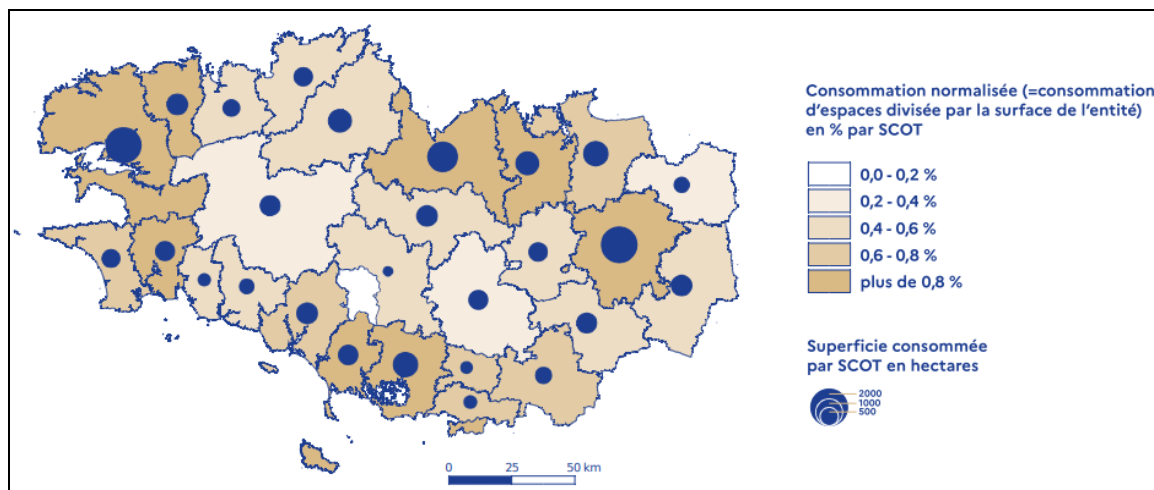 Consommation normalisée (=consommation
d'espaces divisée par la surface de l'entité)
en % par SCOT
0,0 - 0,2 %
0,2 - 0,4 %
0,4 - 0,6 %
0,6 - 0,8 %
plus de 0,8 %
Superficie consommée
par SCOT en hectares
2000
1000
500
0 25 50 km